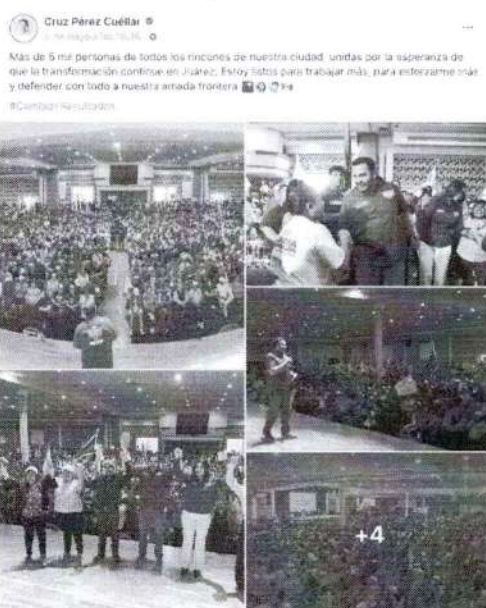 Cruz Pérez Cuéllar
Más de 5 mil personas de todos los rincones de nuestra ciudad, unidas por la esperanza de
que la transformación continúe en Juárez. Estoy listos para trabajar más, para esforzarme más
y defender con todo a nuestra amada frontera
+4